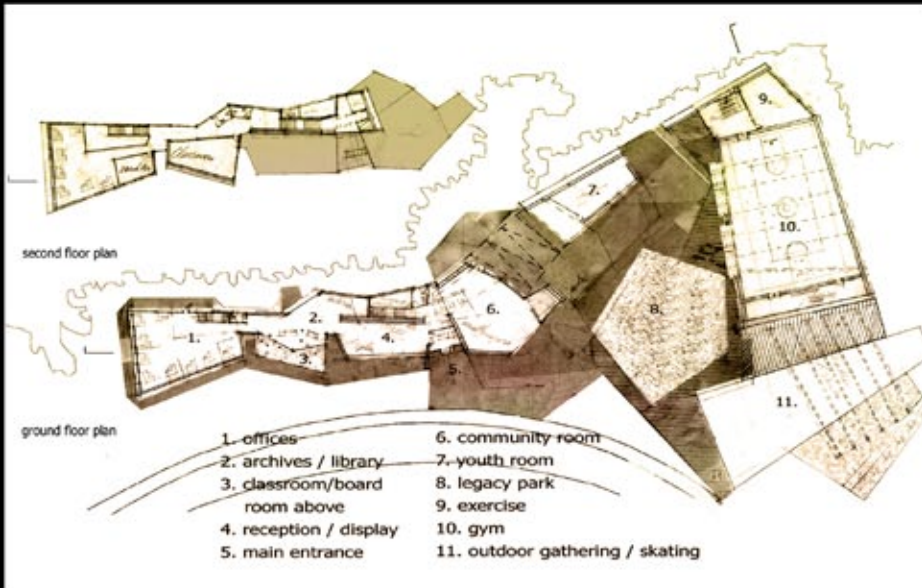 second floor plan
9.
7.
10.
8.
6.
2.
1.
4.
3.
5.
11.
ground floor plan
1. offices
2. archives / library
3. classroom/board
room above
4. reception / display
5. main entrance
6. community room
7. youth room
8. legacy park
9. exercise
10. gym
11. outdoor gathering / skating